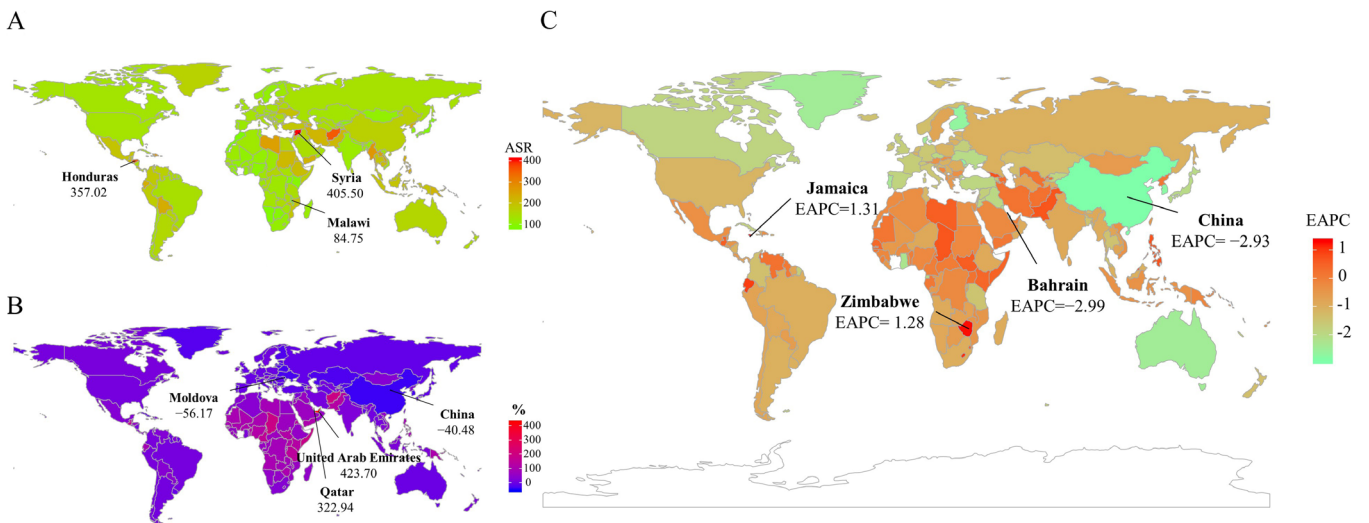 A
Honduras
357.02
Syria
405.50
Malawi
84.75
ASR
400
300
200
100
B
Moldova
−56.17
China
−40.48
United Arab Emirates
423.70
Qatar
322.94
%
400
300
200
100
0
C
Jamaica
EAPC=1.31
China
EAPC= −2.93
Bahrain
EAPC=−2.99
Zimbabwe
EAPC= 1.28
EAPC
1
0
-1
-2